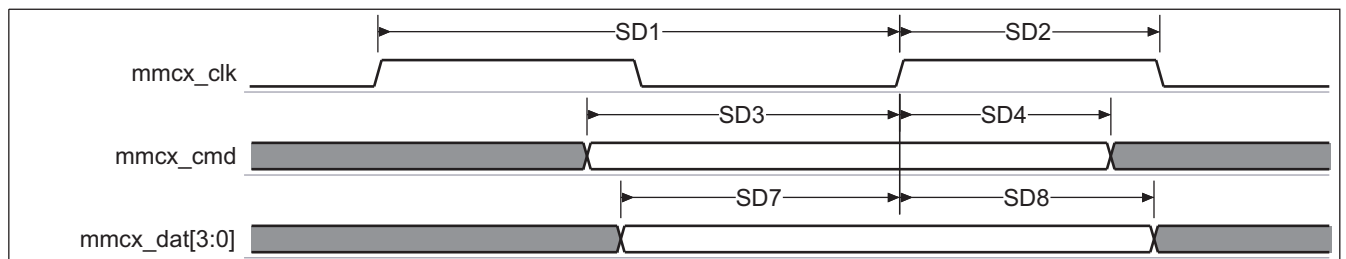 SD1 SD2
mmcx_clk
SD3 SD4
mmcx_cmd
SD7 SD8
mmcx_dat[3:0]